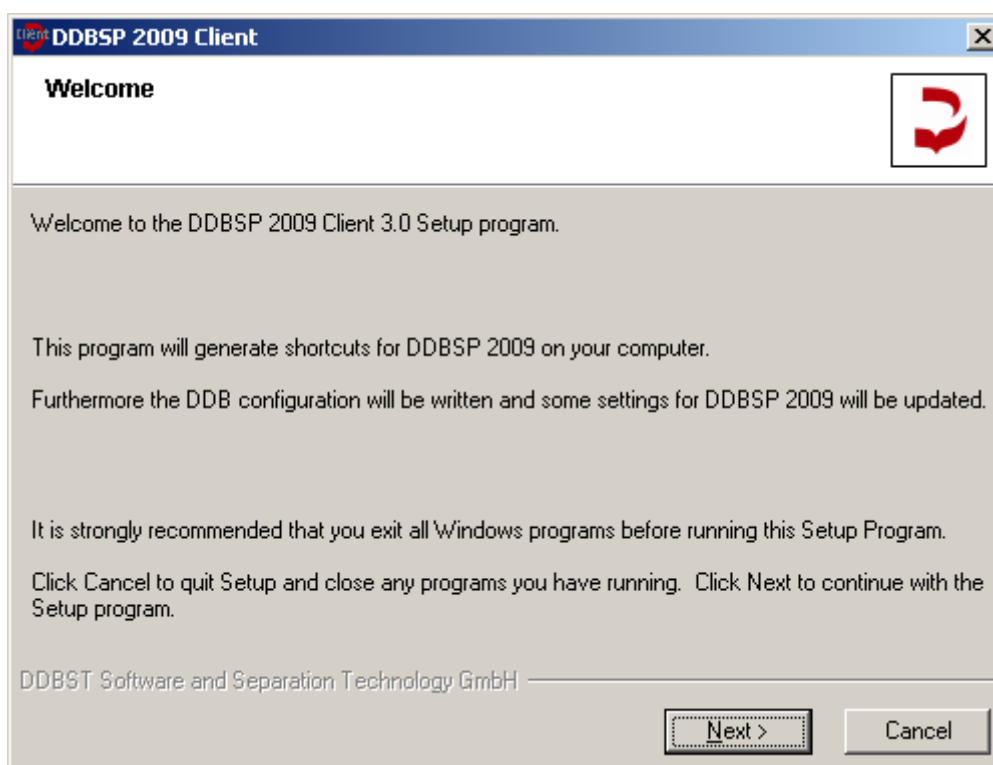 Client DDBSP 2009 Client
Welcome
Welcome to the DDBSP 2009 Client 3.0 Setup program.
This program will generate shortcuts for DDBSP 2009 on your computer.
Furthermore the DDB configuration will be written and some settings for DDBSP 2009 will be updated.
It is strongly recommended that you exit all Windows programs before running this Setup Program.
Click Cancel to quit Setup and close any programs you have running.  Click Next to continue with the
Setup program.
DDBST Software and Separation Technology GmbH
Next >
Cancel